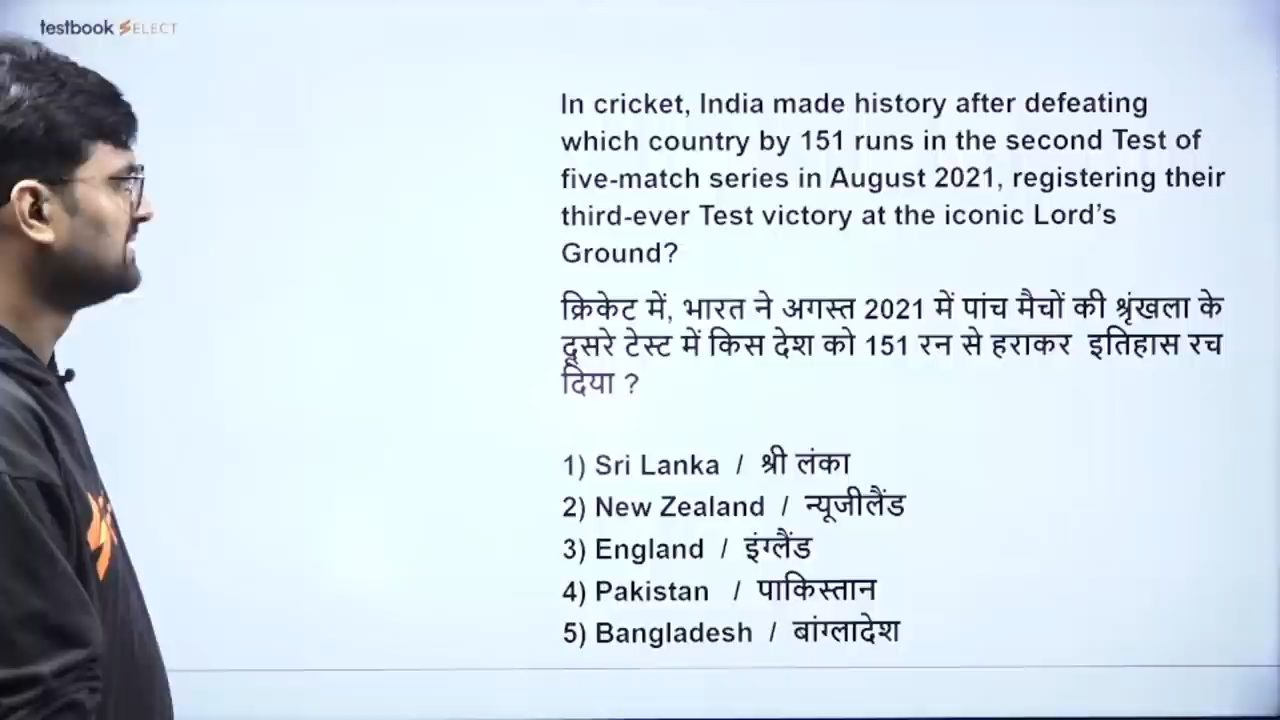 testbook SELECT
In cricket, India made history after defeating
which country by 151 runs in the second Test of
five-match series in August 2021, registering their
third-ever Test victory at the iconic Lord’s
Ground?
क्रिकेट में, भारत ने अगस्त 2021 में पांच मैचों की श्रृंखला के
दूसरे टेस्ट में किस देश को 151 रन से हराकर इतिहास रच
दिया ?
1) Sri Lanka / श्री लंका
2) New Zealand / न्यूजीलैंड
3) England / इंग्लैंड
4) Pakistan / पाकिस्तान
5) Bangladesh / बांग्लादेश